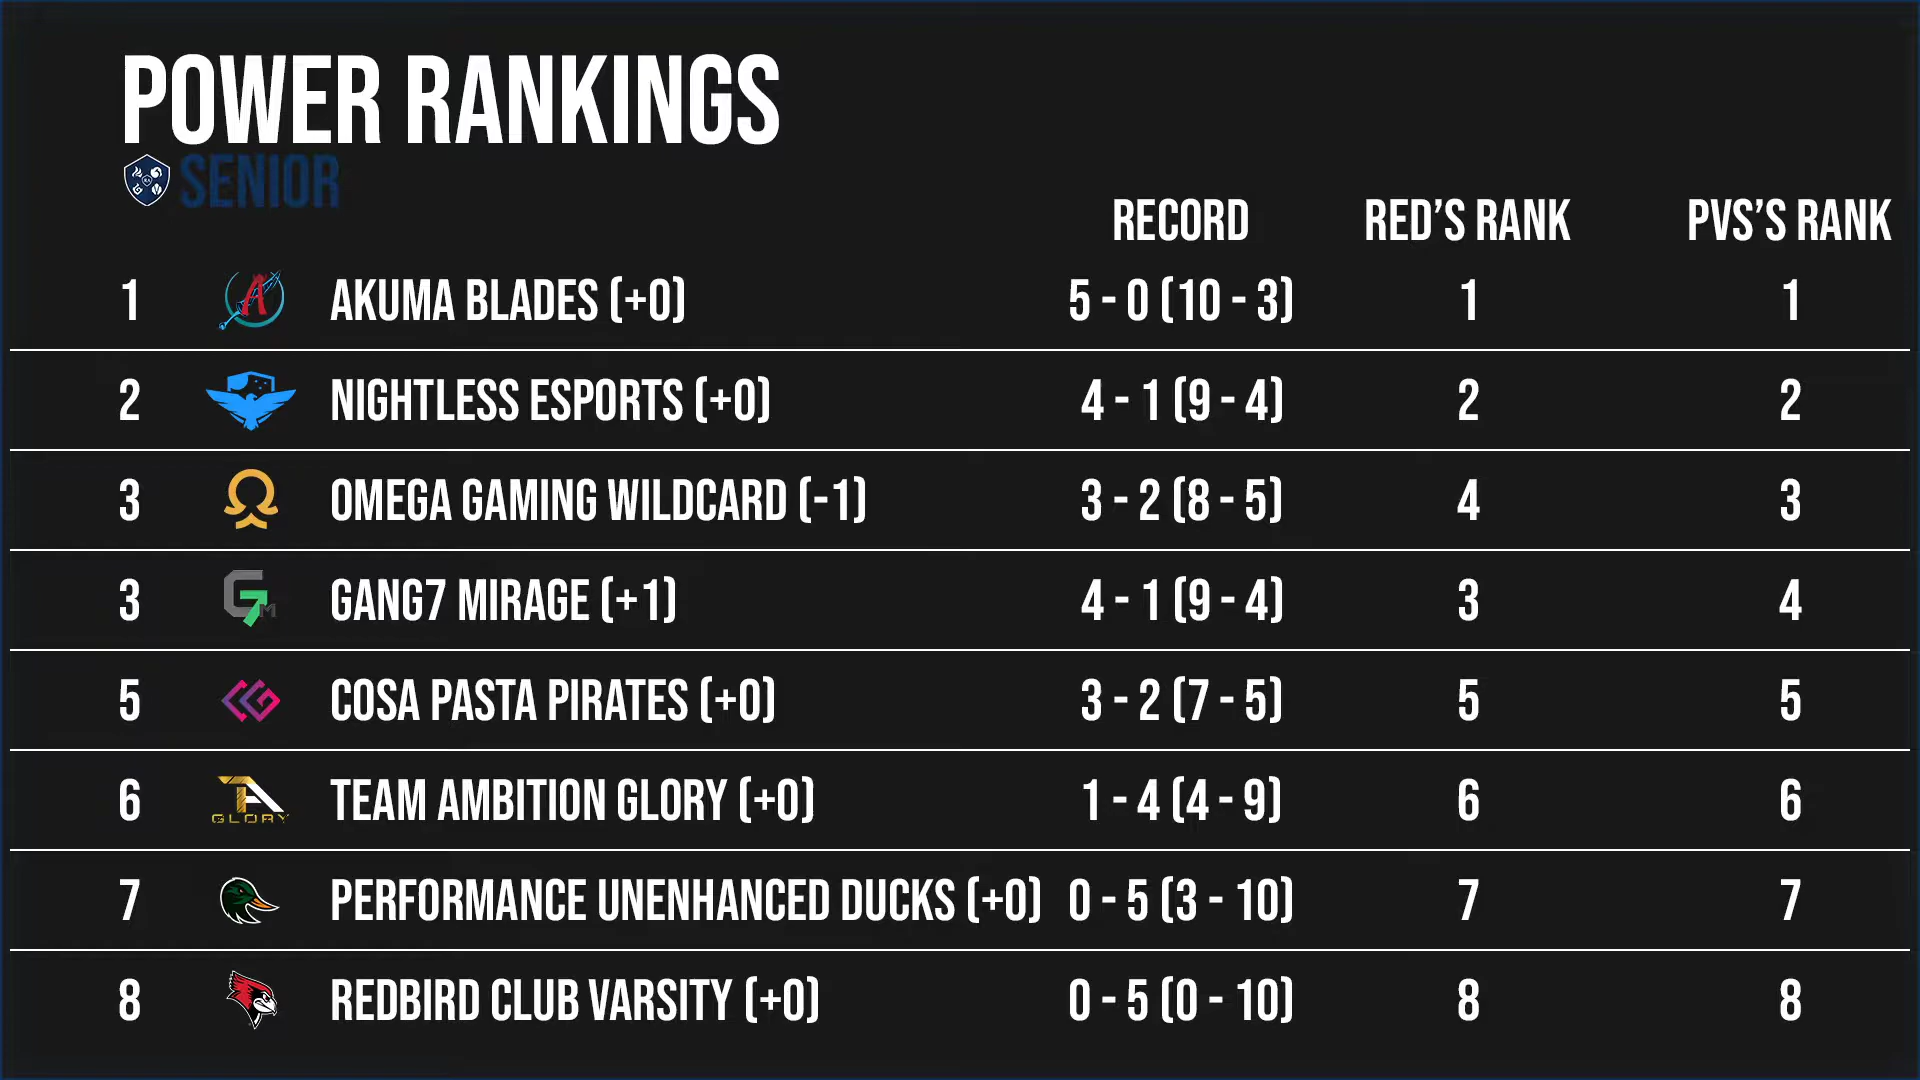 POWER RANKINGS
SENIOR
RECORD RED’S RANK PVS’S RANK
1 AKUMA BLADES (+0) 5 - 0 (10 - 3) 1 1
2 NIGHTLESS ESPORTS (+0) 4 - 1 (9 - 4) 2 2
3 OMEGA GAMING WILDCARD (-1) 3 - 2 (8 - 5) 4 3
3 G7M GANG7 MIRAGE (+1) 4 - 1 (9 - 4) 3 4
5 COSA PASTA PIRATES (+0) 3 - 2 (7 - 5) 5 5
6 TA GLORY TEAM AMBITION GLORY (+0) 1 - 4 (4 - 9) 6 6
7 PERFORMANCE UNENHANCED DUCKS (+0) 0 - 5 (3 - 10) 7 7
8 REDBIRD CLUB VARSITY (+0) 0 - 5 (0 - 10) 8 8